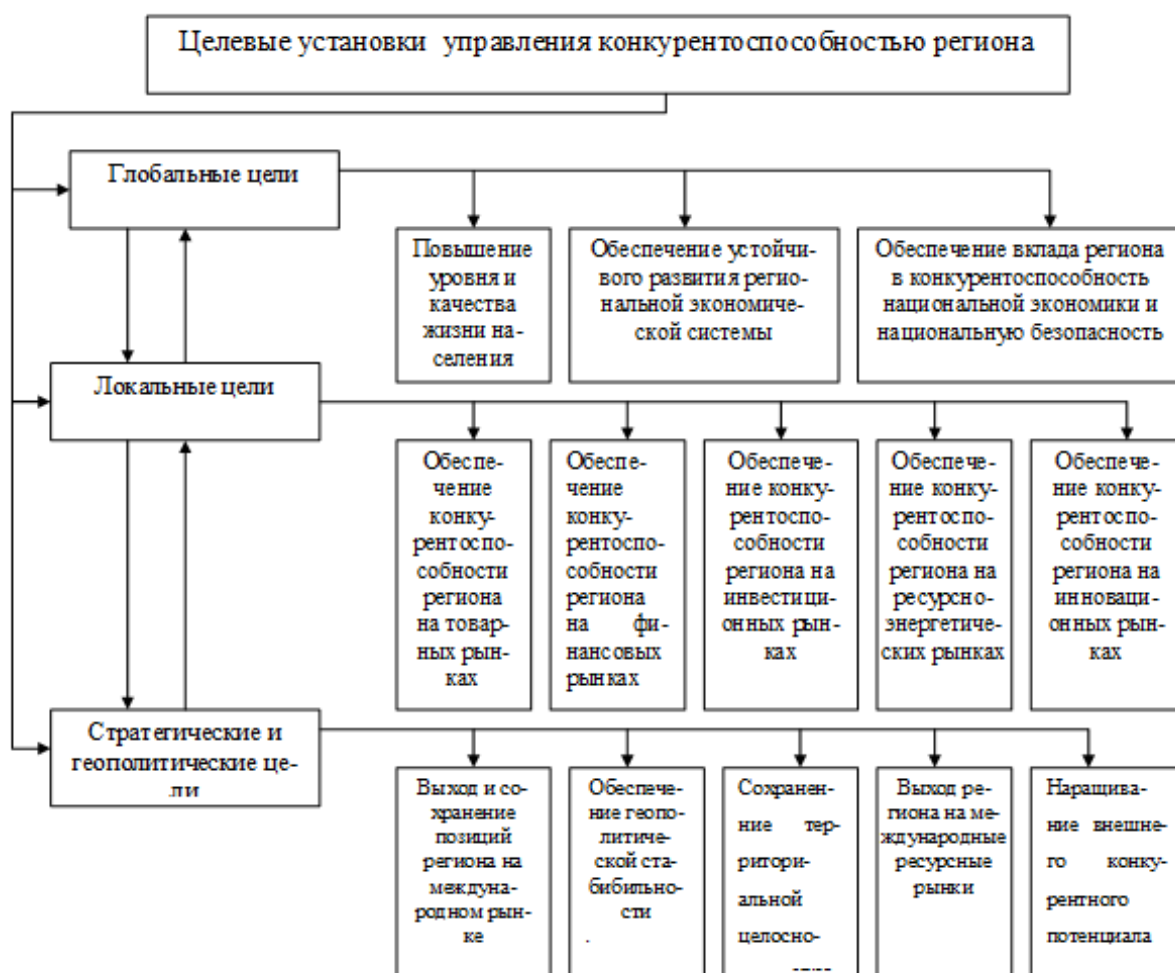 Целевые установки управления конкурентоспособностью региона
Глобальные цели
Повышение
уровня и
качества
жизни на-
селения
Обеспечение устойчи-
вого развития регио-
нальной экономиче-
ской системы
Обеспечение вклада региона
в конкурентоспособность
национальной экономики и
национальную безопасность
Локальные цели
Обеспе-
чение
конку-
рентоспо-
собности
региона
на товар-
ных рын-
ках
Обеспе-
чение
конку-
рентоспо-
собности
региона
на фи-
нансовых
рынках
Обеспече-
ние конку-
рентоспо-
собности
региона на
инвестици-
онных рын-
ках
Обеспече-
ние конку-
рентоспо-
собности
региона на
ресурсно-
энергетиче-
ских рынках
Обеспече-
ние конку-
рентоспо-
собности
региона на
инноваци-
онных рын-
ках
Стратегические и
геополитические це-
ли
Выход и со-
хранение
позиций
региона на
междуна-
родном рын-
ке
Обеспече-
ние геопо-
литиче-
ской ста-
бибильно-
сти
.
Сохранен-
ние тер-
ритори-
альной
целосно-
Выход ре-
гиона на ме-
ждународные
ресурсные
рынки
Наращива-
ние внешне-
го конку-
рентного
потенциала